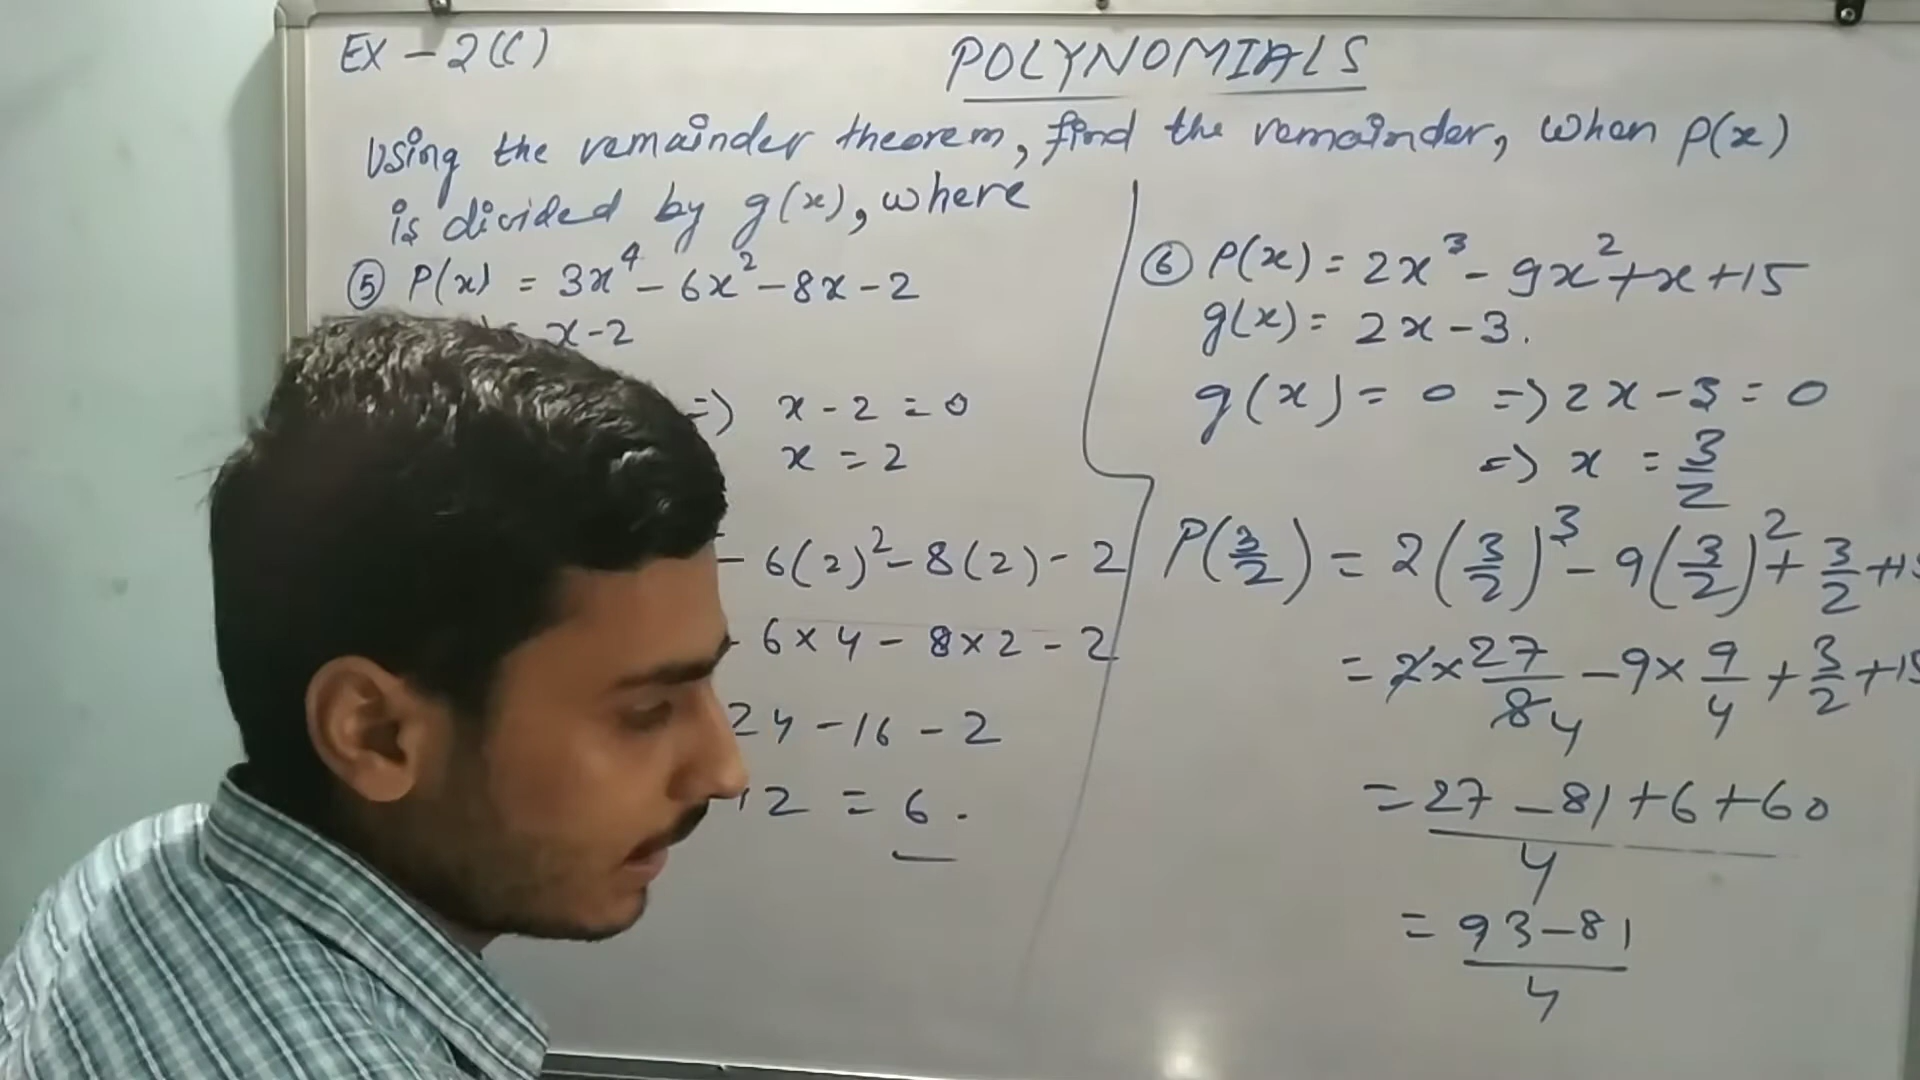 EX - 2(C)
POLYNOMIALS
Using the remainder theorem, find the remainder, when p(x)
is divided by g(x), where
⑤ P(x) = 3x⁴ - 6x² - 8x - 2
= x-2
=> x - 2 = 0
x = 2
- 6(2)² - 8(2) - 2
- 6×4 - 8×2 - 2
24 - 16 - 2
12 = 6.
⑥ P(x) = 2x³ - 9x² + x + 15
g(x) = 2x - 3.
g(x) = 0 => 2x - 3 = 0
=> x = 3/2
P(3/2) = 2(3/2)³ - 9(3/2)² + 3/2 + 15
= 2 × 27/8 4 - 9 × 9/4 + 3/2 + 15
= 27 - 81 + 6 + 60 / 4
= 93 - 81 / 4